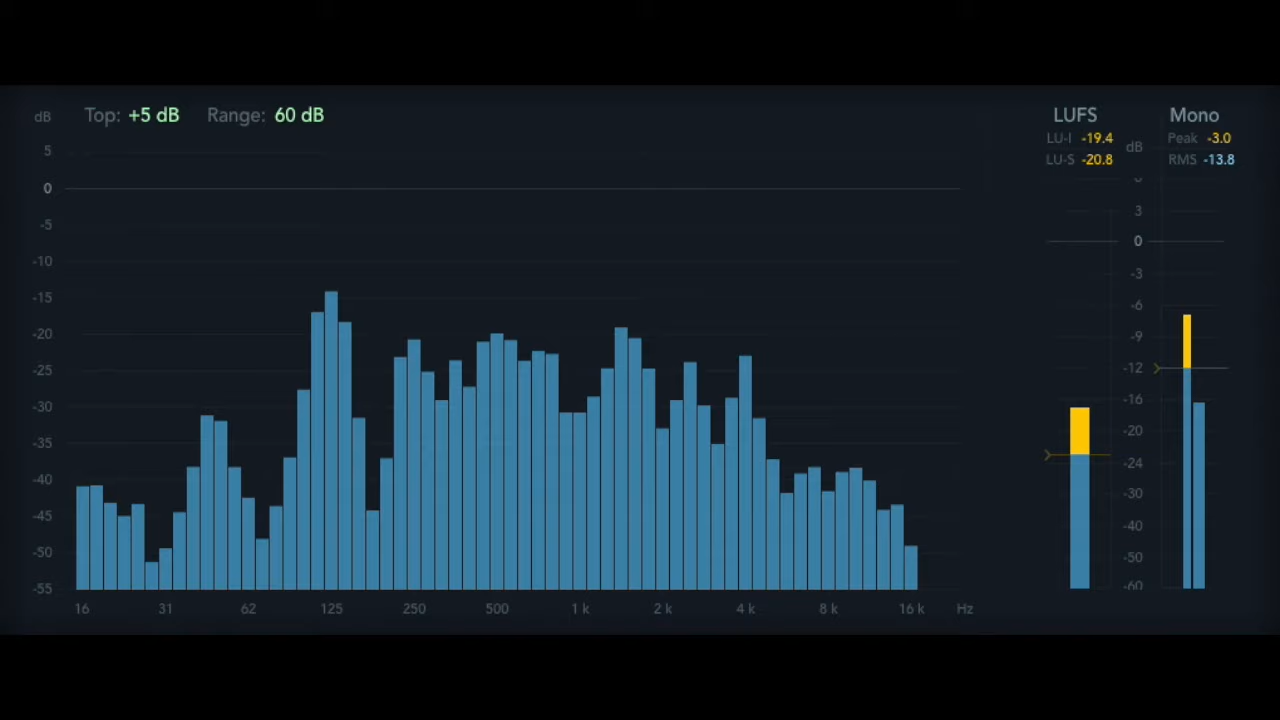 dB Top: +5 dB Range: 60 dB
5
0
-5
-10
-15
-20
-25
-30
-35
-40
-45
-50
-55
16 31 62 125 250 500 1 k 2 k 4 k 8 k 16 k Hz
LUFS
LU-I -19.4
LU-S -20.8
dB
Mono
Peak -3.0
RMS -13.8
3
0
-3
-6
-9
-12
-16
-20
-24
-30
-40
-50
-60